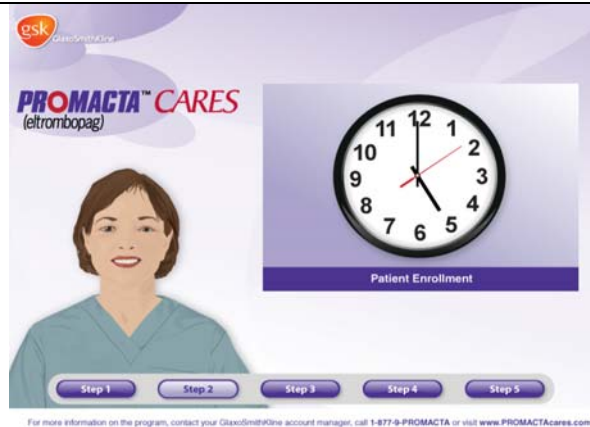 gsk
GlaxoSmithKline
PROMACTA™ CARES
(eltrombopag)
12
11 1
10 2
9 3
8 4
7 5
6
Patient Enrollment
Step 1 Step 2 Step 3 Step 4 Step 5
For more information on the program, contact your GlaxoSmithKline account manager, call 1-877-9-PROMACTA or visit www.PROMACTAcares.com